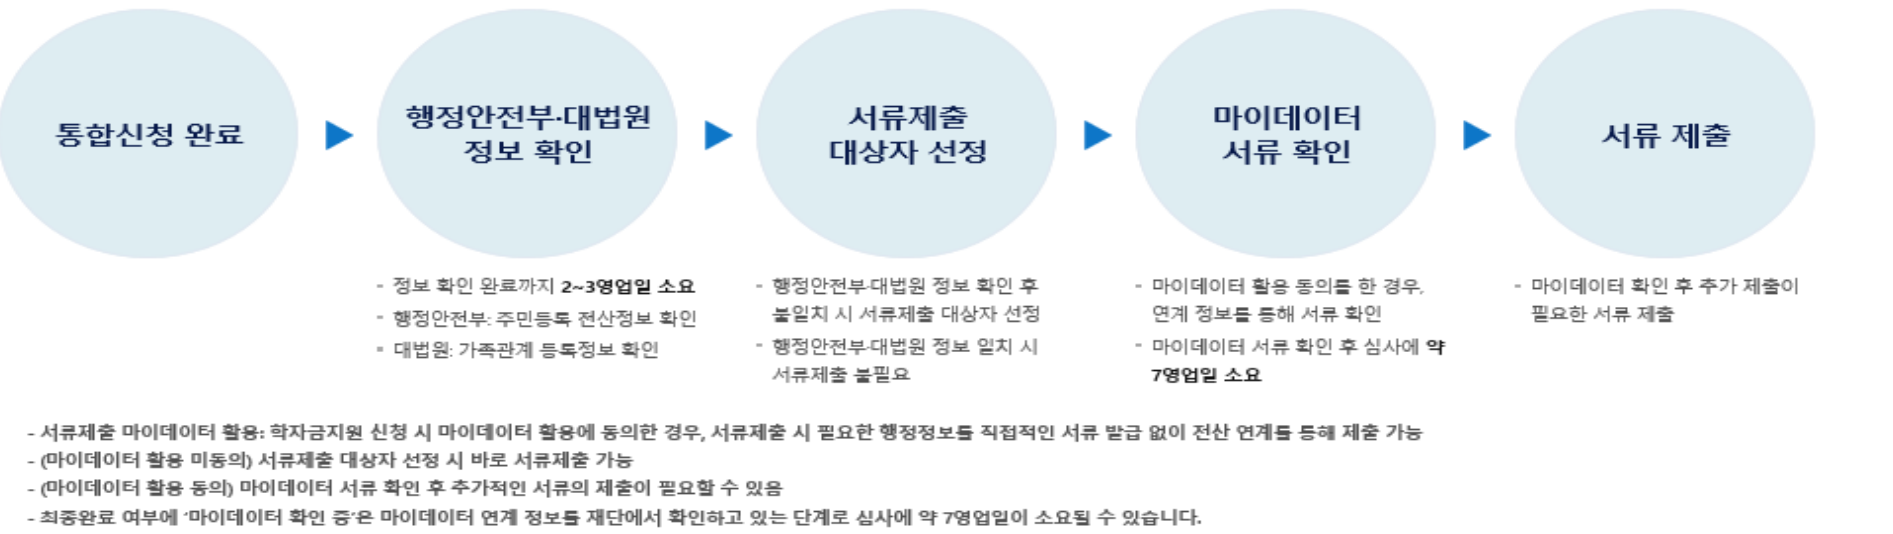 통합신청 완료
행정안전부·대법원
정보 확인
서류제출
대상자 선정
마이데이터
서류 확인
서류 제출
- 정보 확인 완료까지 2~3영업일 소요
- 행정안전부: 주민등록 전산정보 확인
- 대법원: 가족관계 등록정보 확인
- 행정안전부·대법원 정보 확인 후
불일치 시 서류제출 대상자 선정
- 행정안전부·대법원 정보 일치 시
서류제출 불필요
- 마이데이터 활용 동의를 한 경우,
연계 정보를 통해 서류 확인
- 마이데이터 서류 확인 후 심사에 약
7영업일 소요
- 마이데이터 확인 후 추가 제출이
필요한 서류 제출
- 서류제출 마이데이터 활용: 학자금지원 신청 시 마이데이터 활용에 동의한 경우, 서류제출 시 필요한 행정정보를 직접적인 서류 발급 없이 전산 연계를 통해 제출 가능
- (마이데이터 활용 미동의) 서류제출 대상자 선정 시 바로 서류제출 가능
- (마이데이터 활용 동의) 마이데이터 서류 확인 후 추가적인 서류의 제출이 필요할 수 있음
- 최종완료 여부에 ‘마이데이터 확인 중’은 마이데이터 연계 정보를 재단에서 확인하고 있는 단계로 심사에 약 7영업일이 소요될 수 있습니다.